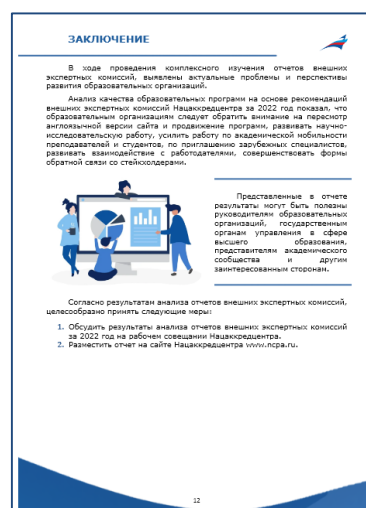 ЗАКЛЮЧЕНИЕ
В ходе проведения комплексного изучения отчетов внешних
экспертных комиссий, выявлены актуальные проблемы и перспективы
развития образовательных организаций.
Анализ качества образовательных программ на основе рекомендаций
внешних экспертных комиссий Нацаккредцентра за 2022 год показал, что
образовательным организациям следует обратить внимание на пересмотр
англоязычной версии сайта и продвижение программ, развивать научно-
исследовательскую работу, усилить работу по академической мобильности
преподавателей и студентов, по приглашению зарубежных специалистов,
развивать взаимодействие с работодателями, совершенствовать формы
обратной связи со стейкхолдерами.
Представленные в отчете
результаты могут быть полезны
руководителям образовательных
организаций, государственным
органам управления в сфере
высшего образования,
представителям академического
сообщества и другим
заинтересованным сторонам.
Согласно результатам анализа отчетов внешних экспертных комиссий,
целесообразно принять следующие меры:
1. Обсудить результаты анализа отчетов внешних экспертных комиссий
за 2022 год на рабочем совещании Нацаккредцентра.
2. Разместить отчет на сайте Нацаккредцентра www.ncpa.ru.
12